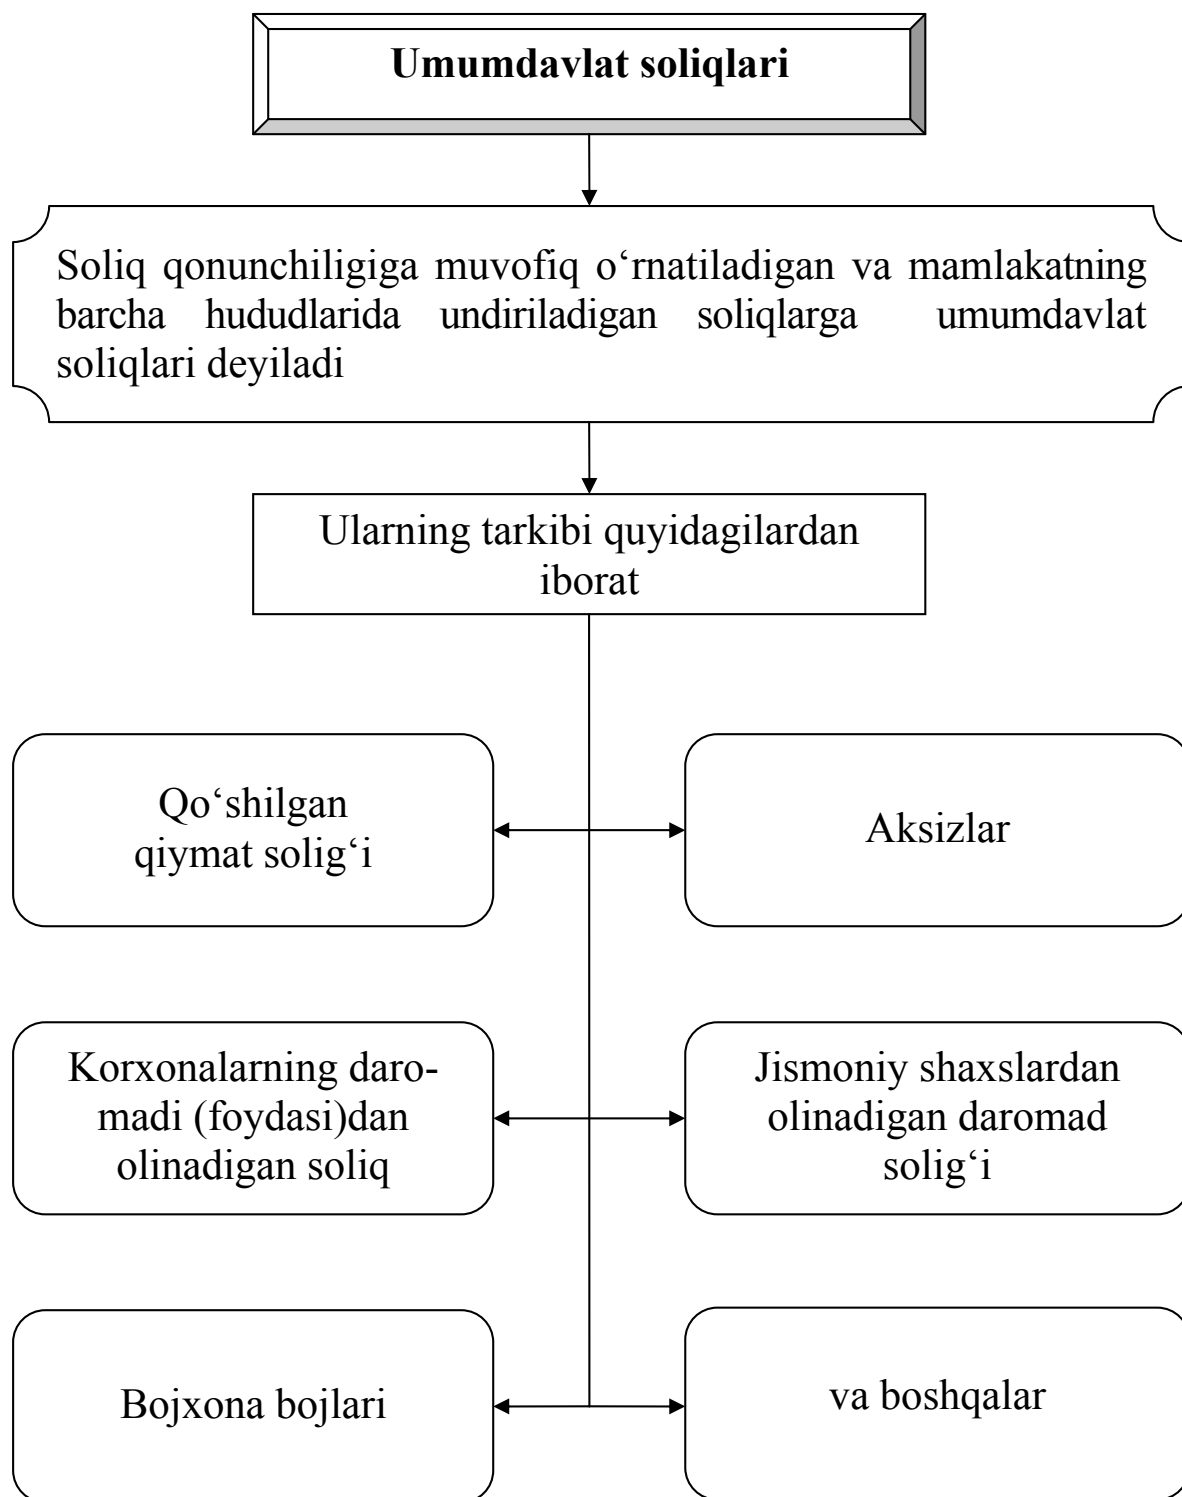 Umumdavlat soliqlari
Soliq qonunchiligiga muvofiq o‘rnatiladigan va mamlakatning
barcha hududlarida undiriladigan soliqlarga umumdavlat
soliqlari deyiladi
Ularning tarkibi quyidagilardan
iborat
Qo‘shilgan
qiymat solig‘i
Aksizlar
Korxonalarning daro-
madi (foydasi)dan
olinadigan soliq
Jismoniy shaxslardan
olinadigan daromad
solig‘i
Bojxona bojlari
va boshqalar